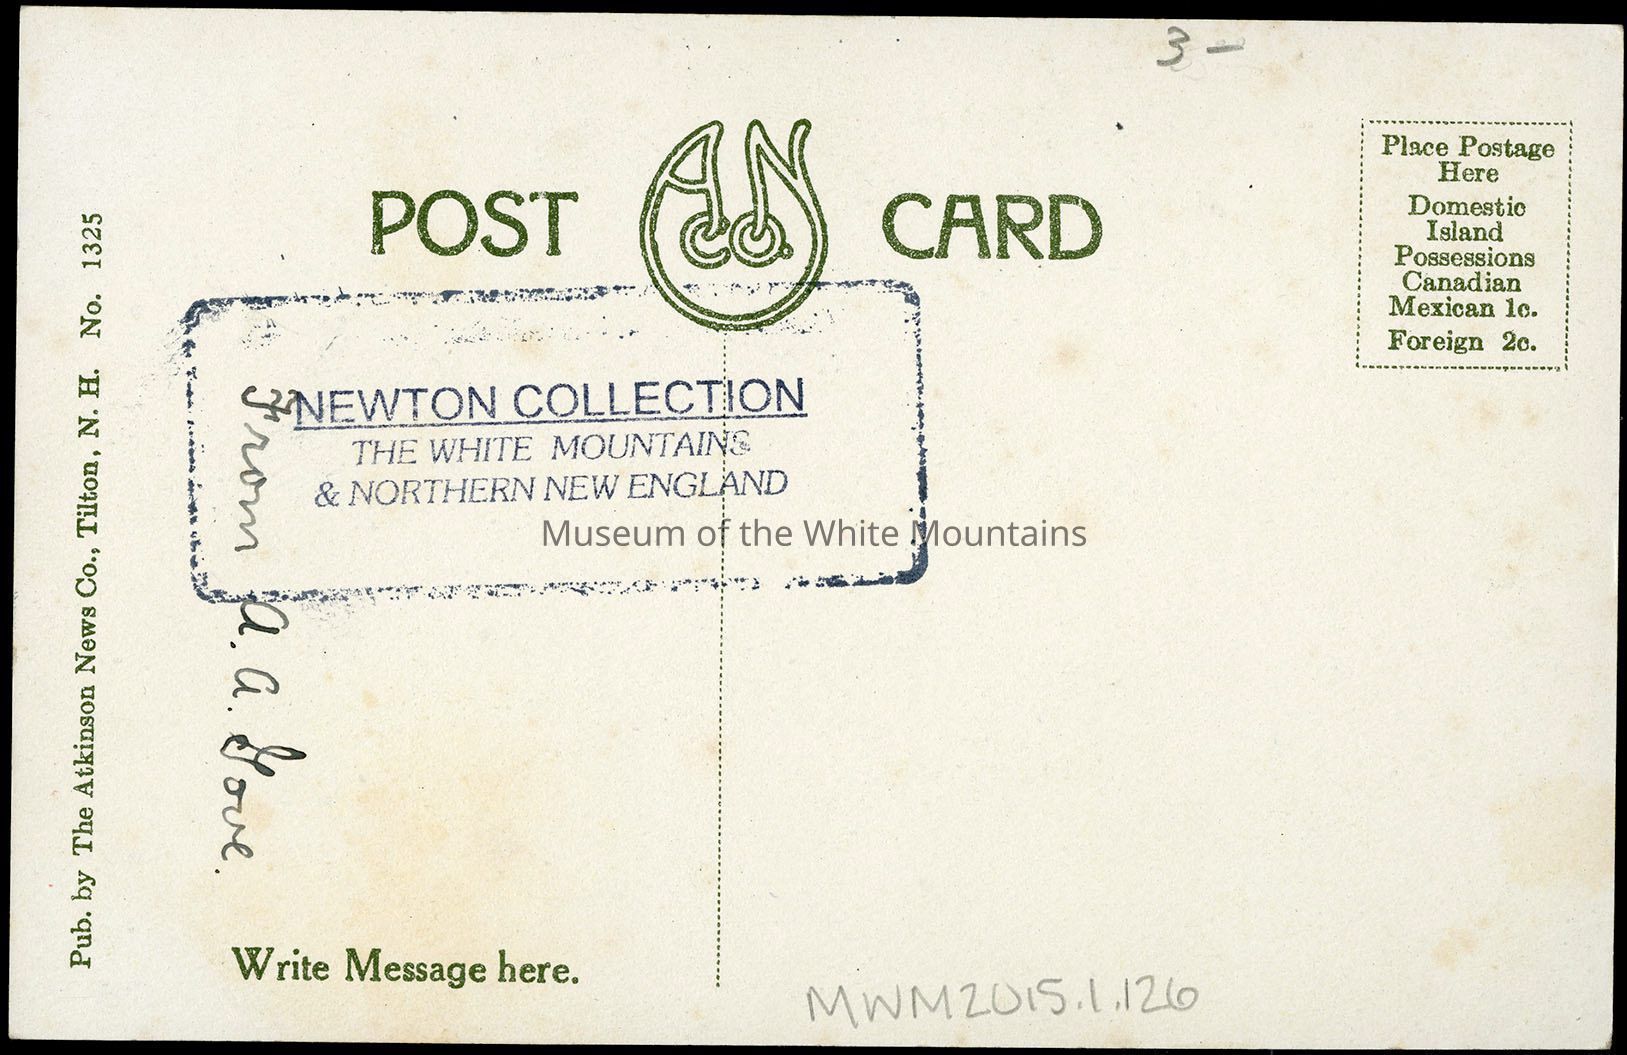 3 –
POST CARD
A N Co.
Place Postage
Here
Domestic
Island
Possessions
Canadian
Mexican 1c.
Foreign 2c.
Pub. by The Atkinson News Co., Tilton, N. H. No. 1325
NEWTON COLLECTION
THE WHITE MOUNTAINS
& NORTHERN NEW ENGLAND
Museum of the White Mountains
From A. A. Gove.
Write Message here.
MWM2015.1.126